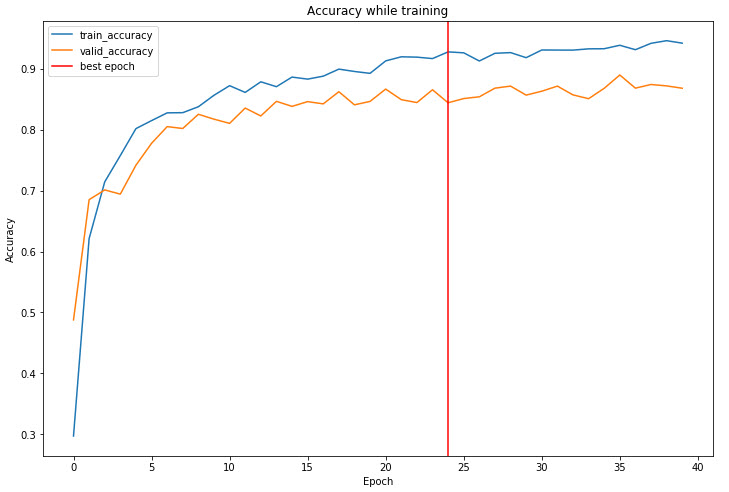 Accuracy while training
train_accuracy
valid_accuracy
best epoch
0.9
0.8
0.7
0.6
0.5
0.4
0.3
Accuracy
0 5 10 15 20 25 30 35 40
Epoch